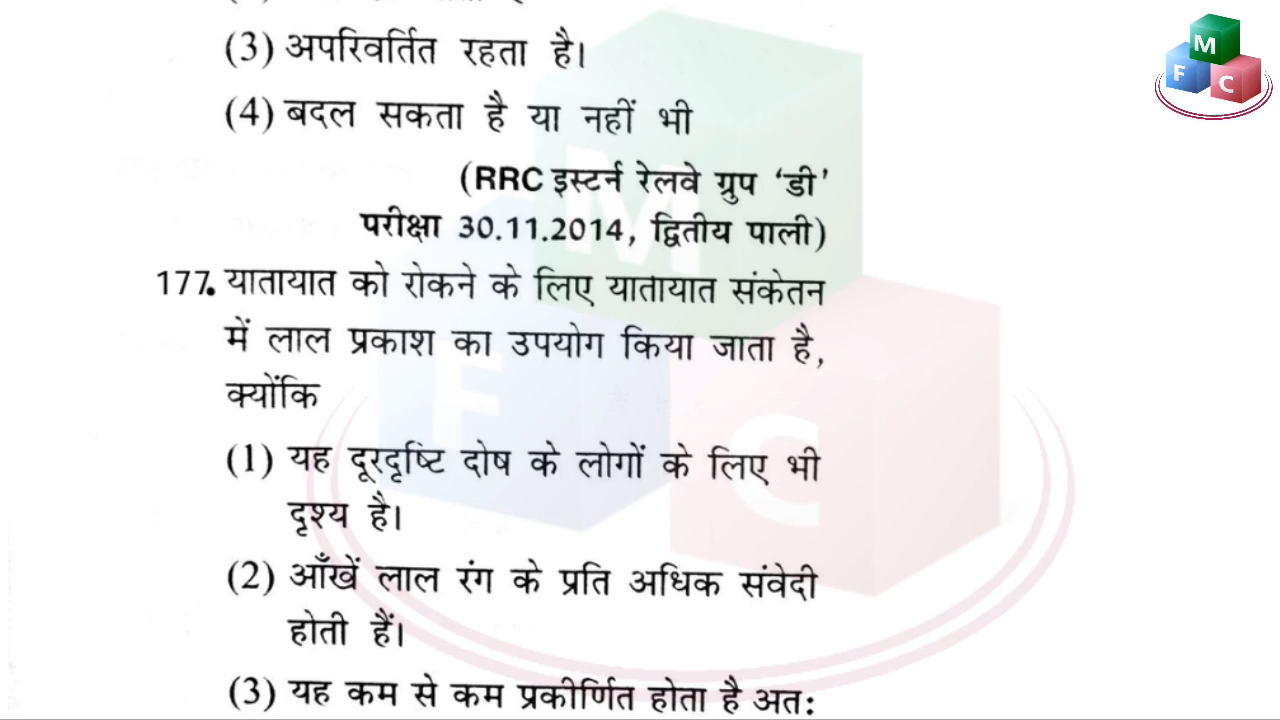 (3) अपरिवर्तित रहता है।
(4) बदल सकता है या नहीं भी
(RRC इस्टर्न रेलवे ग्रुप ‘डी’
परीक्षा 30.11.2014, द्वितीय पाली)
177. यातायात को रोकने के लिए यातायात संकेतन
में लाल प्रकाश का उपयोग किया जाता है,
क्योंकि
(1) यह दूरदृष्टि दोष के लोगों के लिए भी
दृश्य है।
(2) आँखें लाल रंग के प्रति अधिक संवेदी
होती हैं।
(3) यह कम से कम प्रकीर्णित होता है अत:
M
F
C
M
F
C